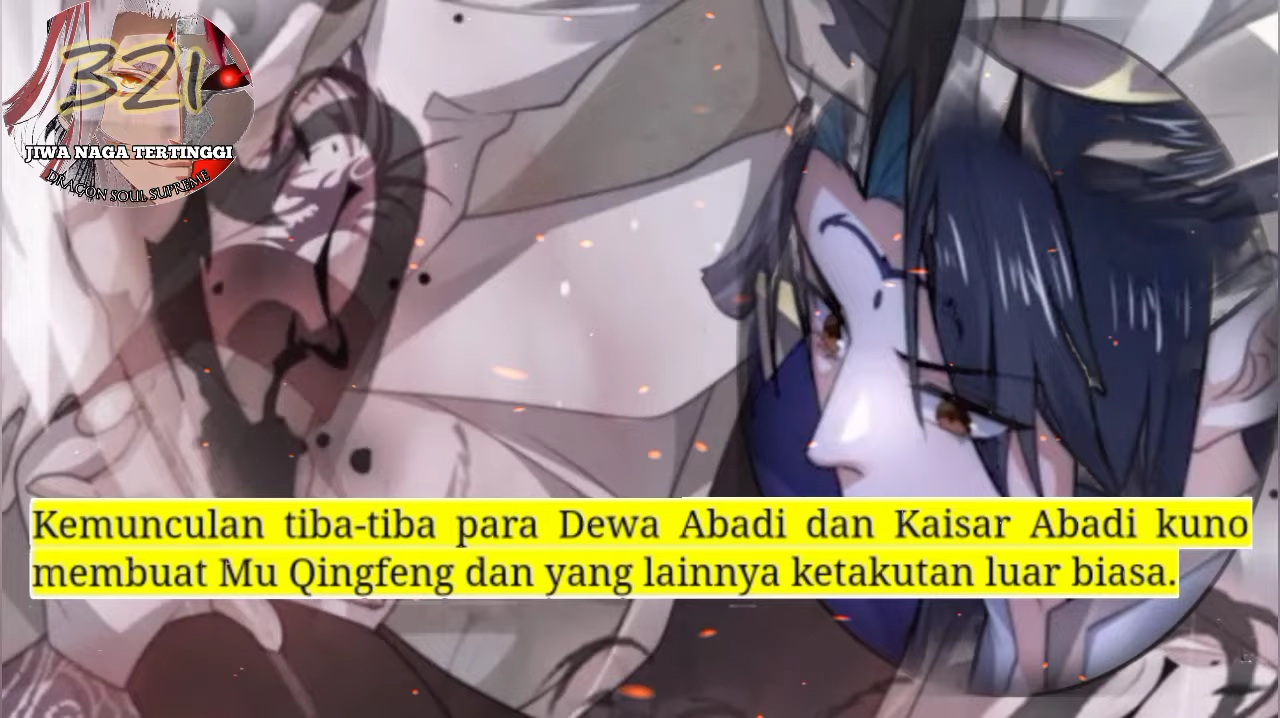 321
JIWA NAGA TERTINGGI
DRAGON SOUL SUPREME
Kemunculan tiba-tiba para Dewa Abadi dan Kaisar Abadi kuno
membuat Mu Qingfeng dan yang lainnya ketakutan luar biasa.